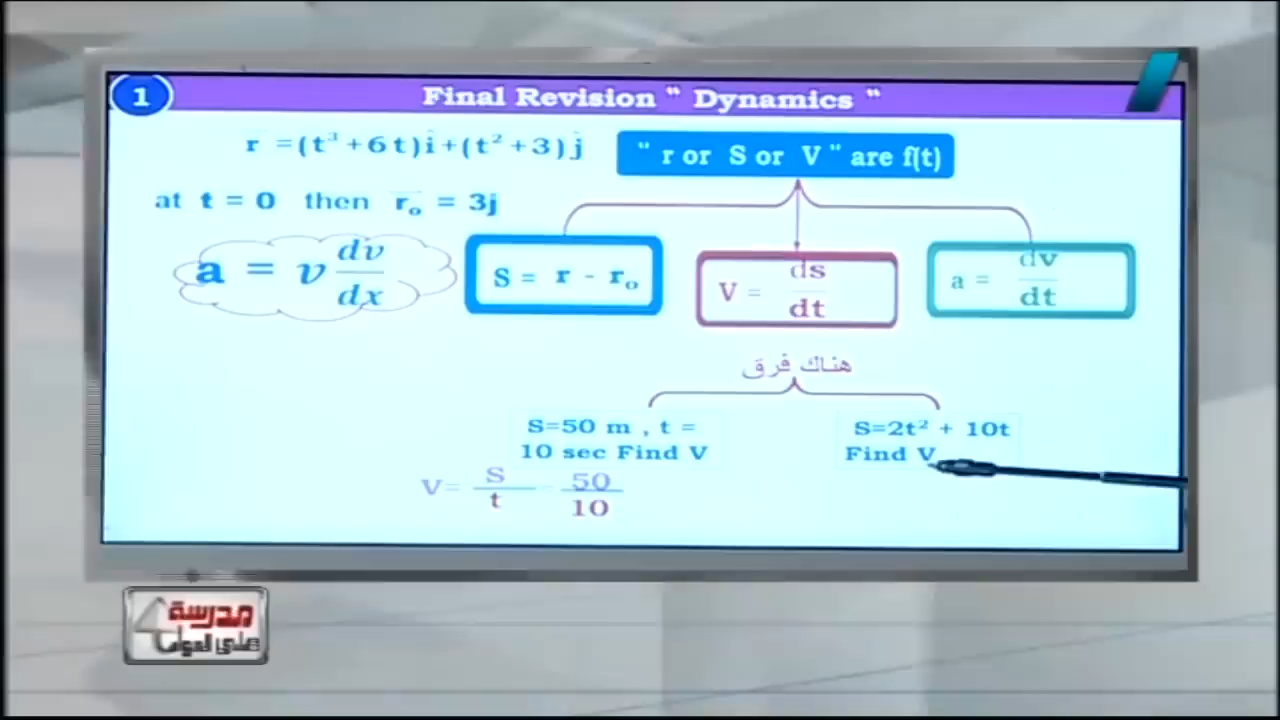 1
Final Revision " Dynamics "
r =(t³+6t)i+(t²+3)j
" r or S or V " are f(t)
at t = 0 then r₀ = 3j
a = v dv/dx
S = r - r₀
V = ds/dt
a = dv/dt
هناك فرق
S=50 m , t =
10 sec Find V
S=2t² + 10t
Find V
V= S/t = 50/10
مدرسة
على الهواء